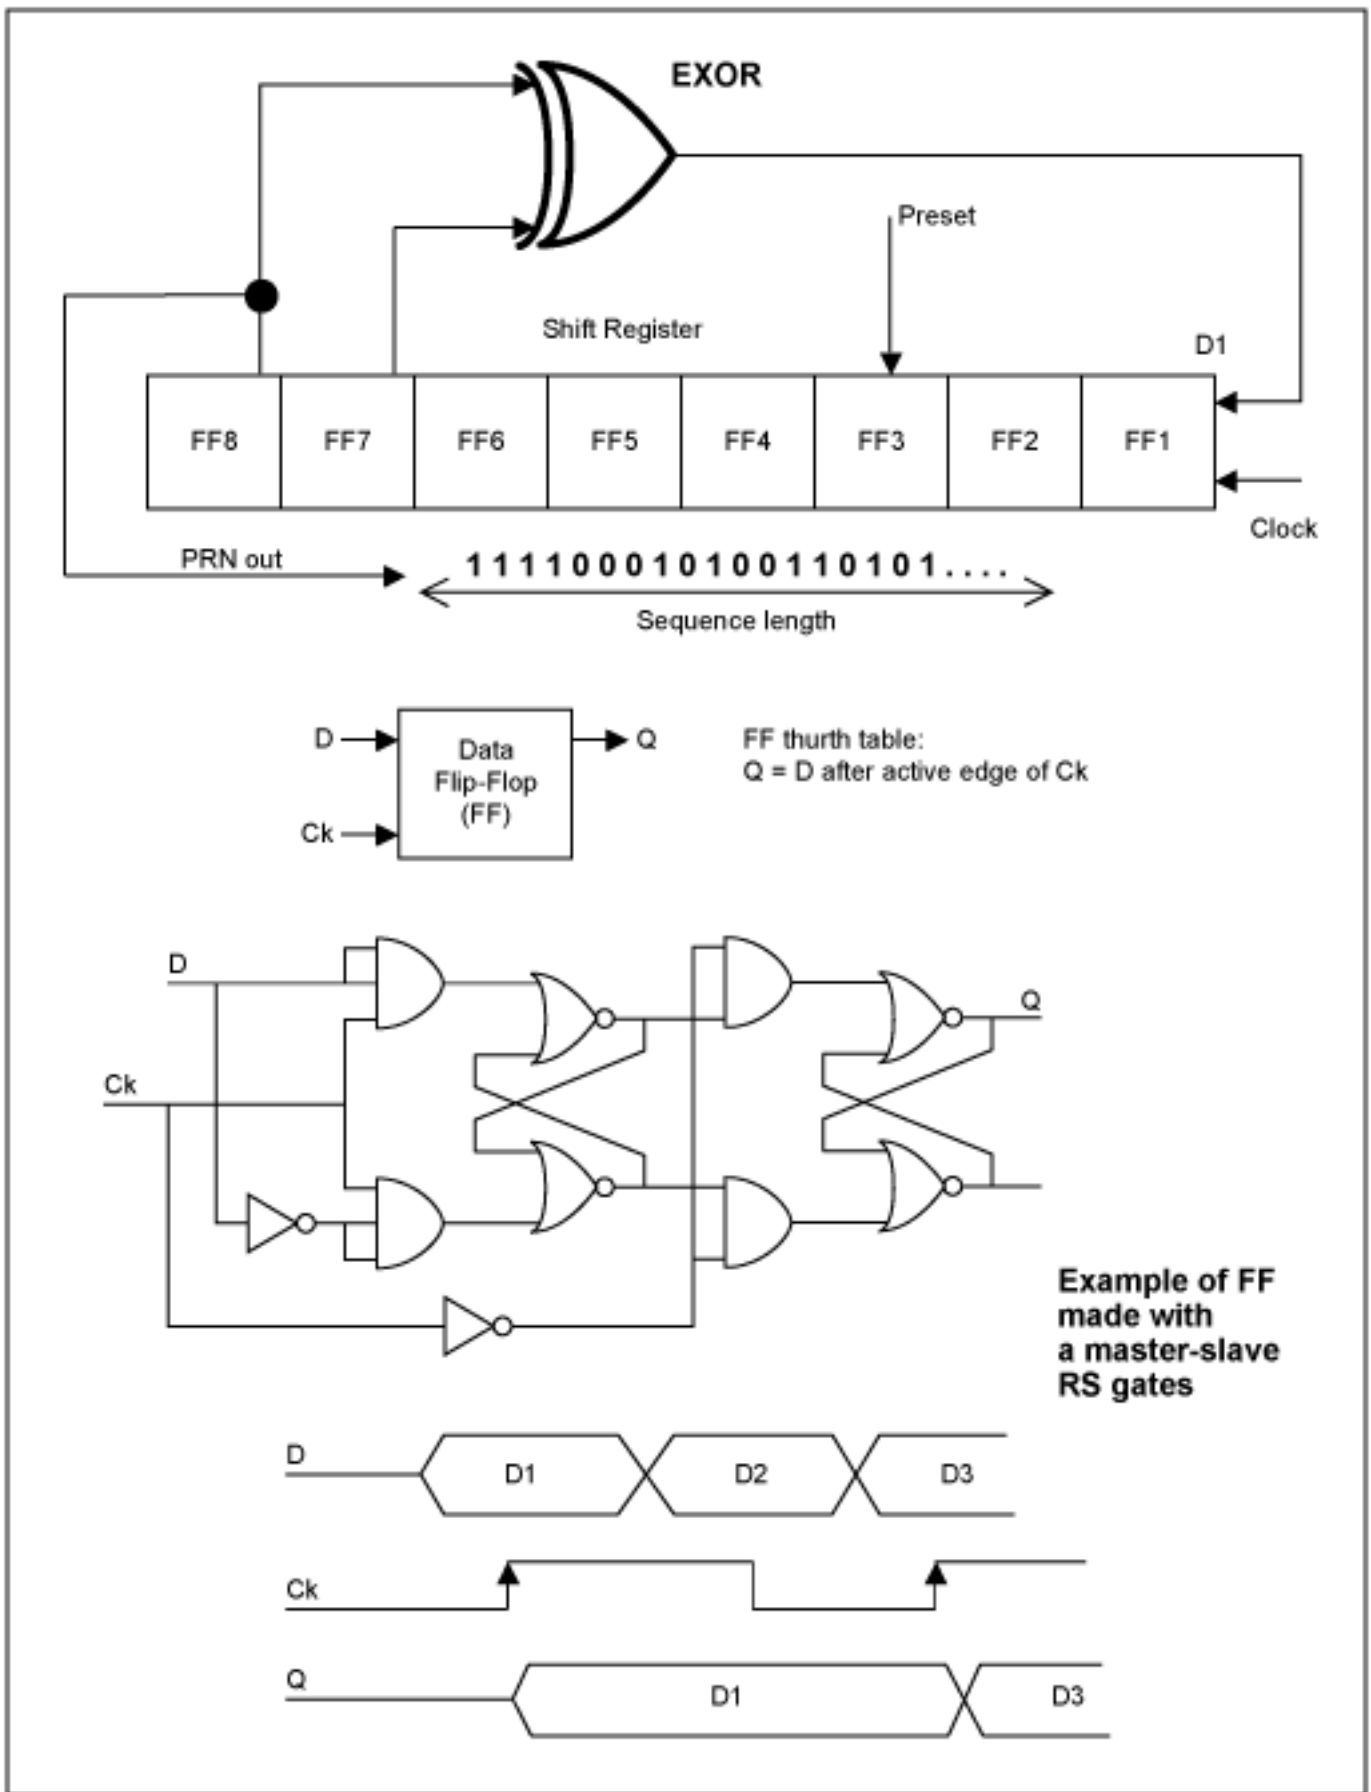 EXOR
Preset
Shift Register
D1
FF8 FF7 FF6 FF5 FF4 FF3 FF2 FF1
Clock
PRN out
1 1 1 1 0 0 0 1 0 1 0 0 1 1 0 1 0 1 . . . .
Sequence length
D
Data
Flip-Flop
(FF)
Q
Ck
FF thurth table:
Q = D after active edge of Ck
D
Q
Ck
Example of FF
made with
a master-slave
RS gates
D
D1 D2 D3
Ck
Q
D1 D3